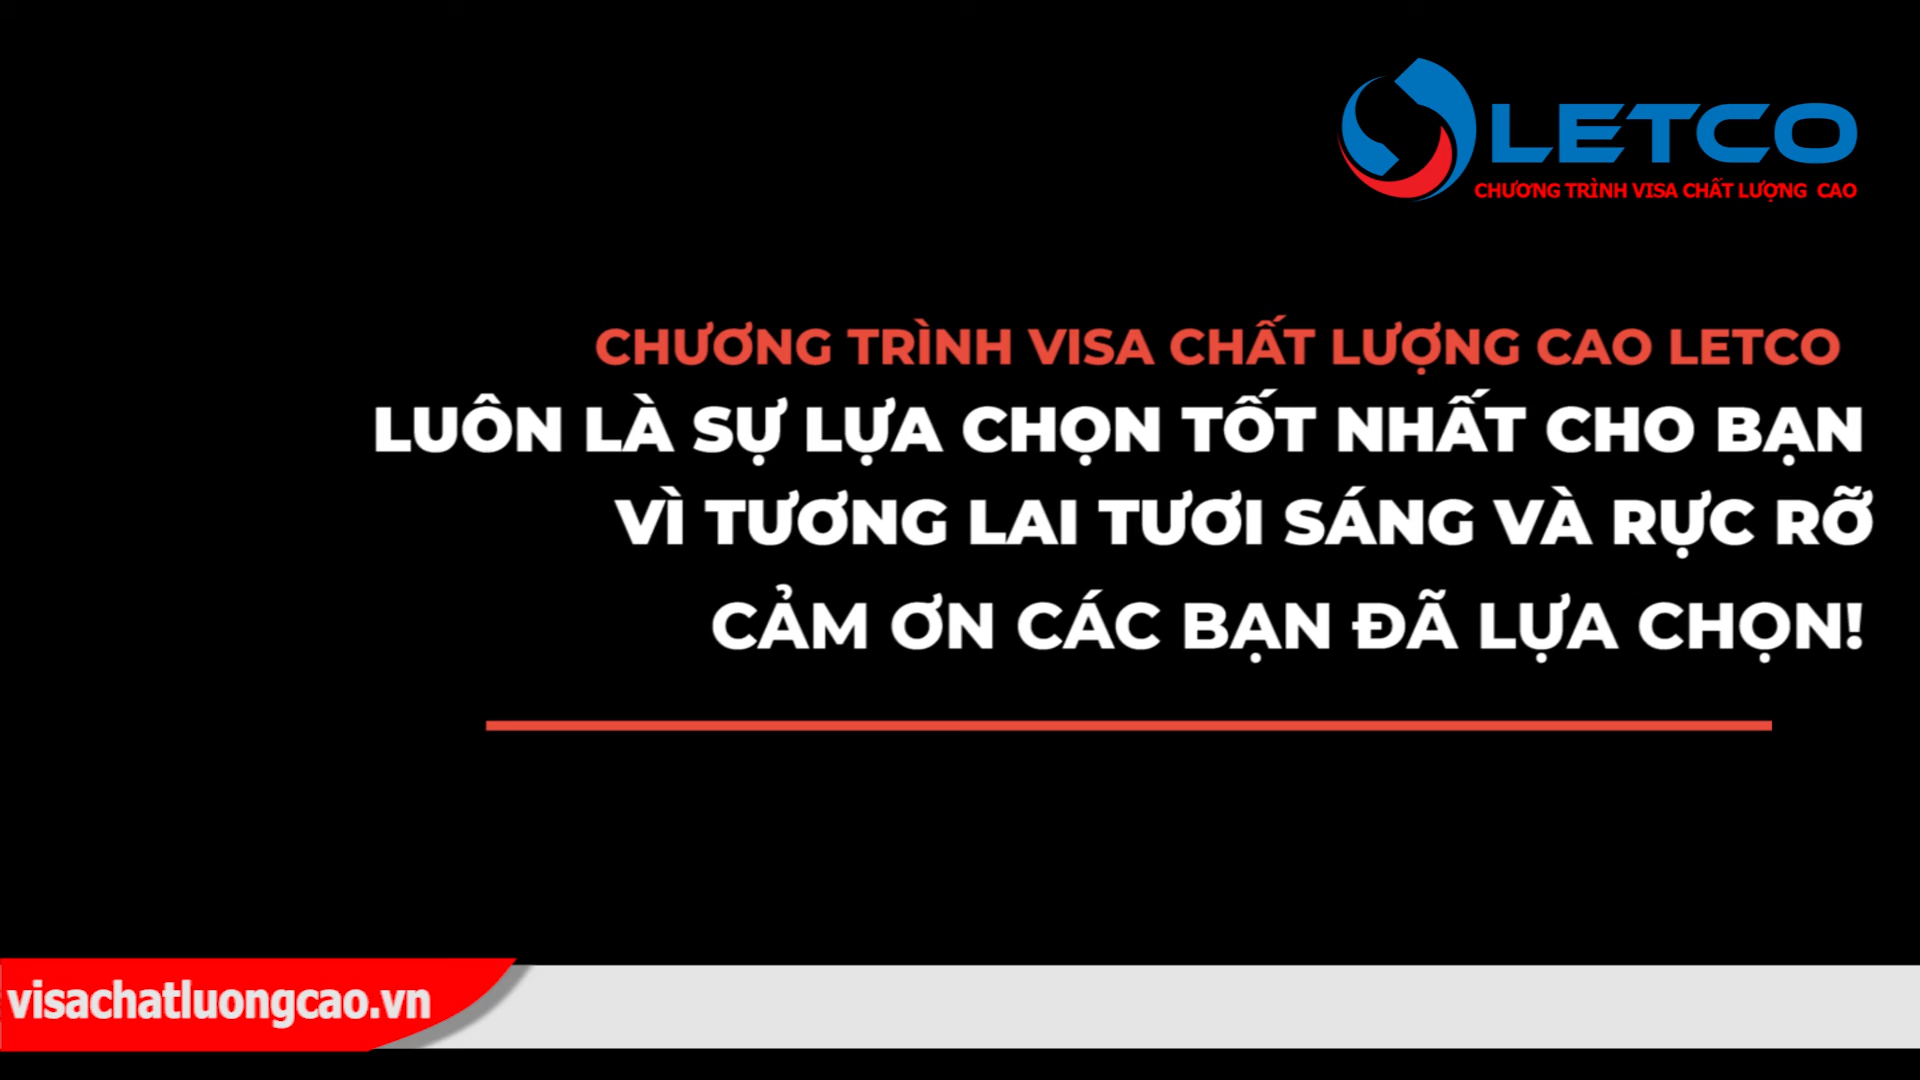 LETCO
CHƯƠNG TRÌNH VISA CHẤT LƯỢNG CAO
CHƯƠNG TRÌNH VISA CHẤT LƯỢNG CAO LETCO
LUÔN LÀ SỰ LỰA CHỌN TỐT NHẤT CHO BẠN
VÌ TƯƠNG LAI TƯƠI SÁNG VÀ RỰC RỠ
CẢM ƠN CÁC BẠN ĐÃ LỰA CHỌN!
visachatluongcao.vn